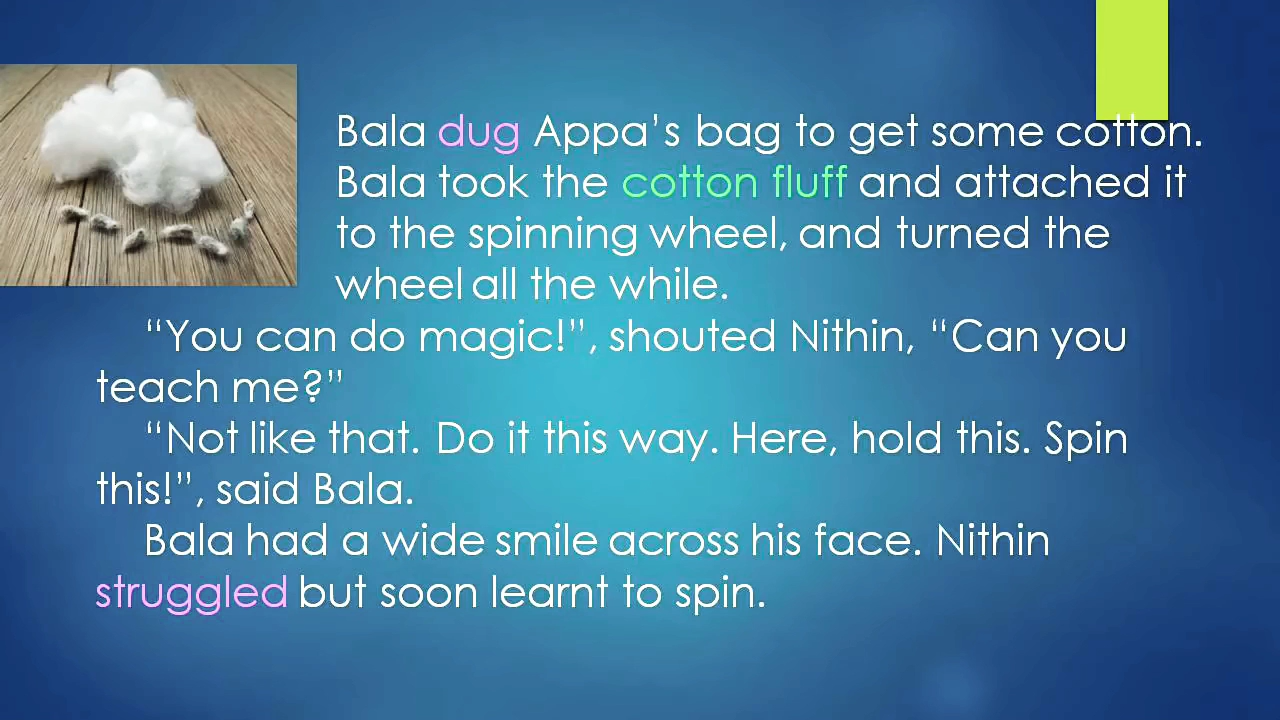 Bala dug Appa’s bag to get some cotton.
Bala took the cotton fluff and attached it
to the spinning wheel, and turned the
wheel all the while.
“You can do magic!”, shouted Nithin, “Can you
teach me?”
“Not like that. Do it this way. Here, hold this. Spin
this!”, said Bala.
Bala had a wide smile across his face. Nithin
struggled but soon learnt to spin.